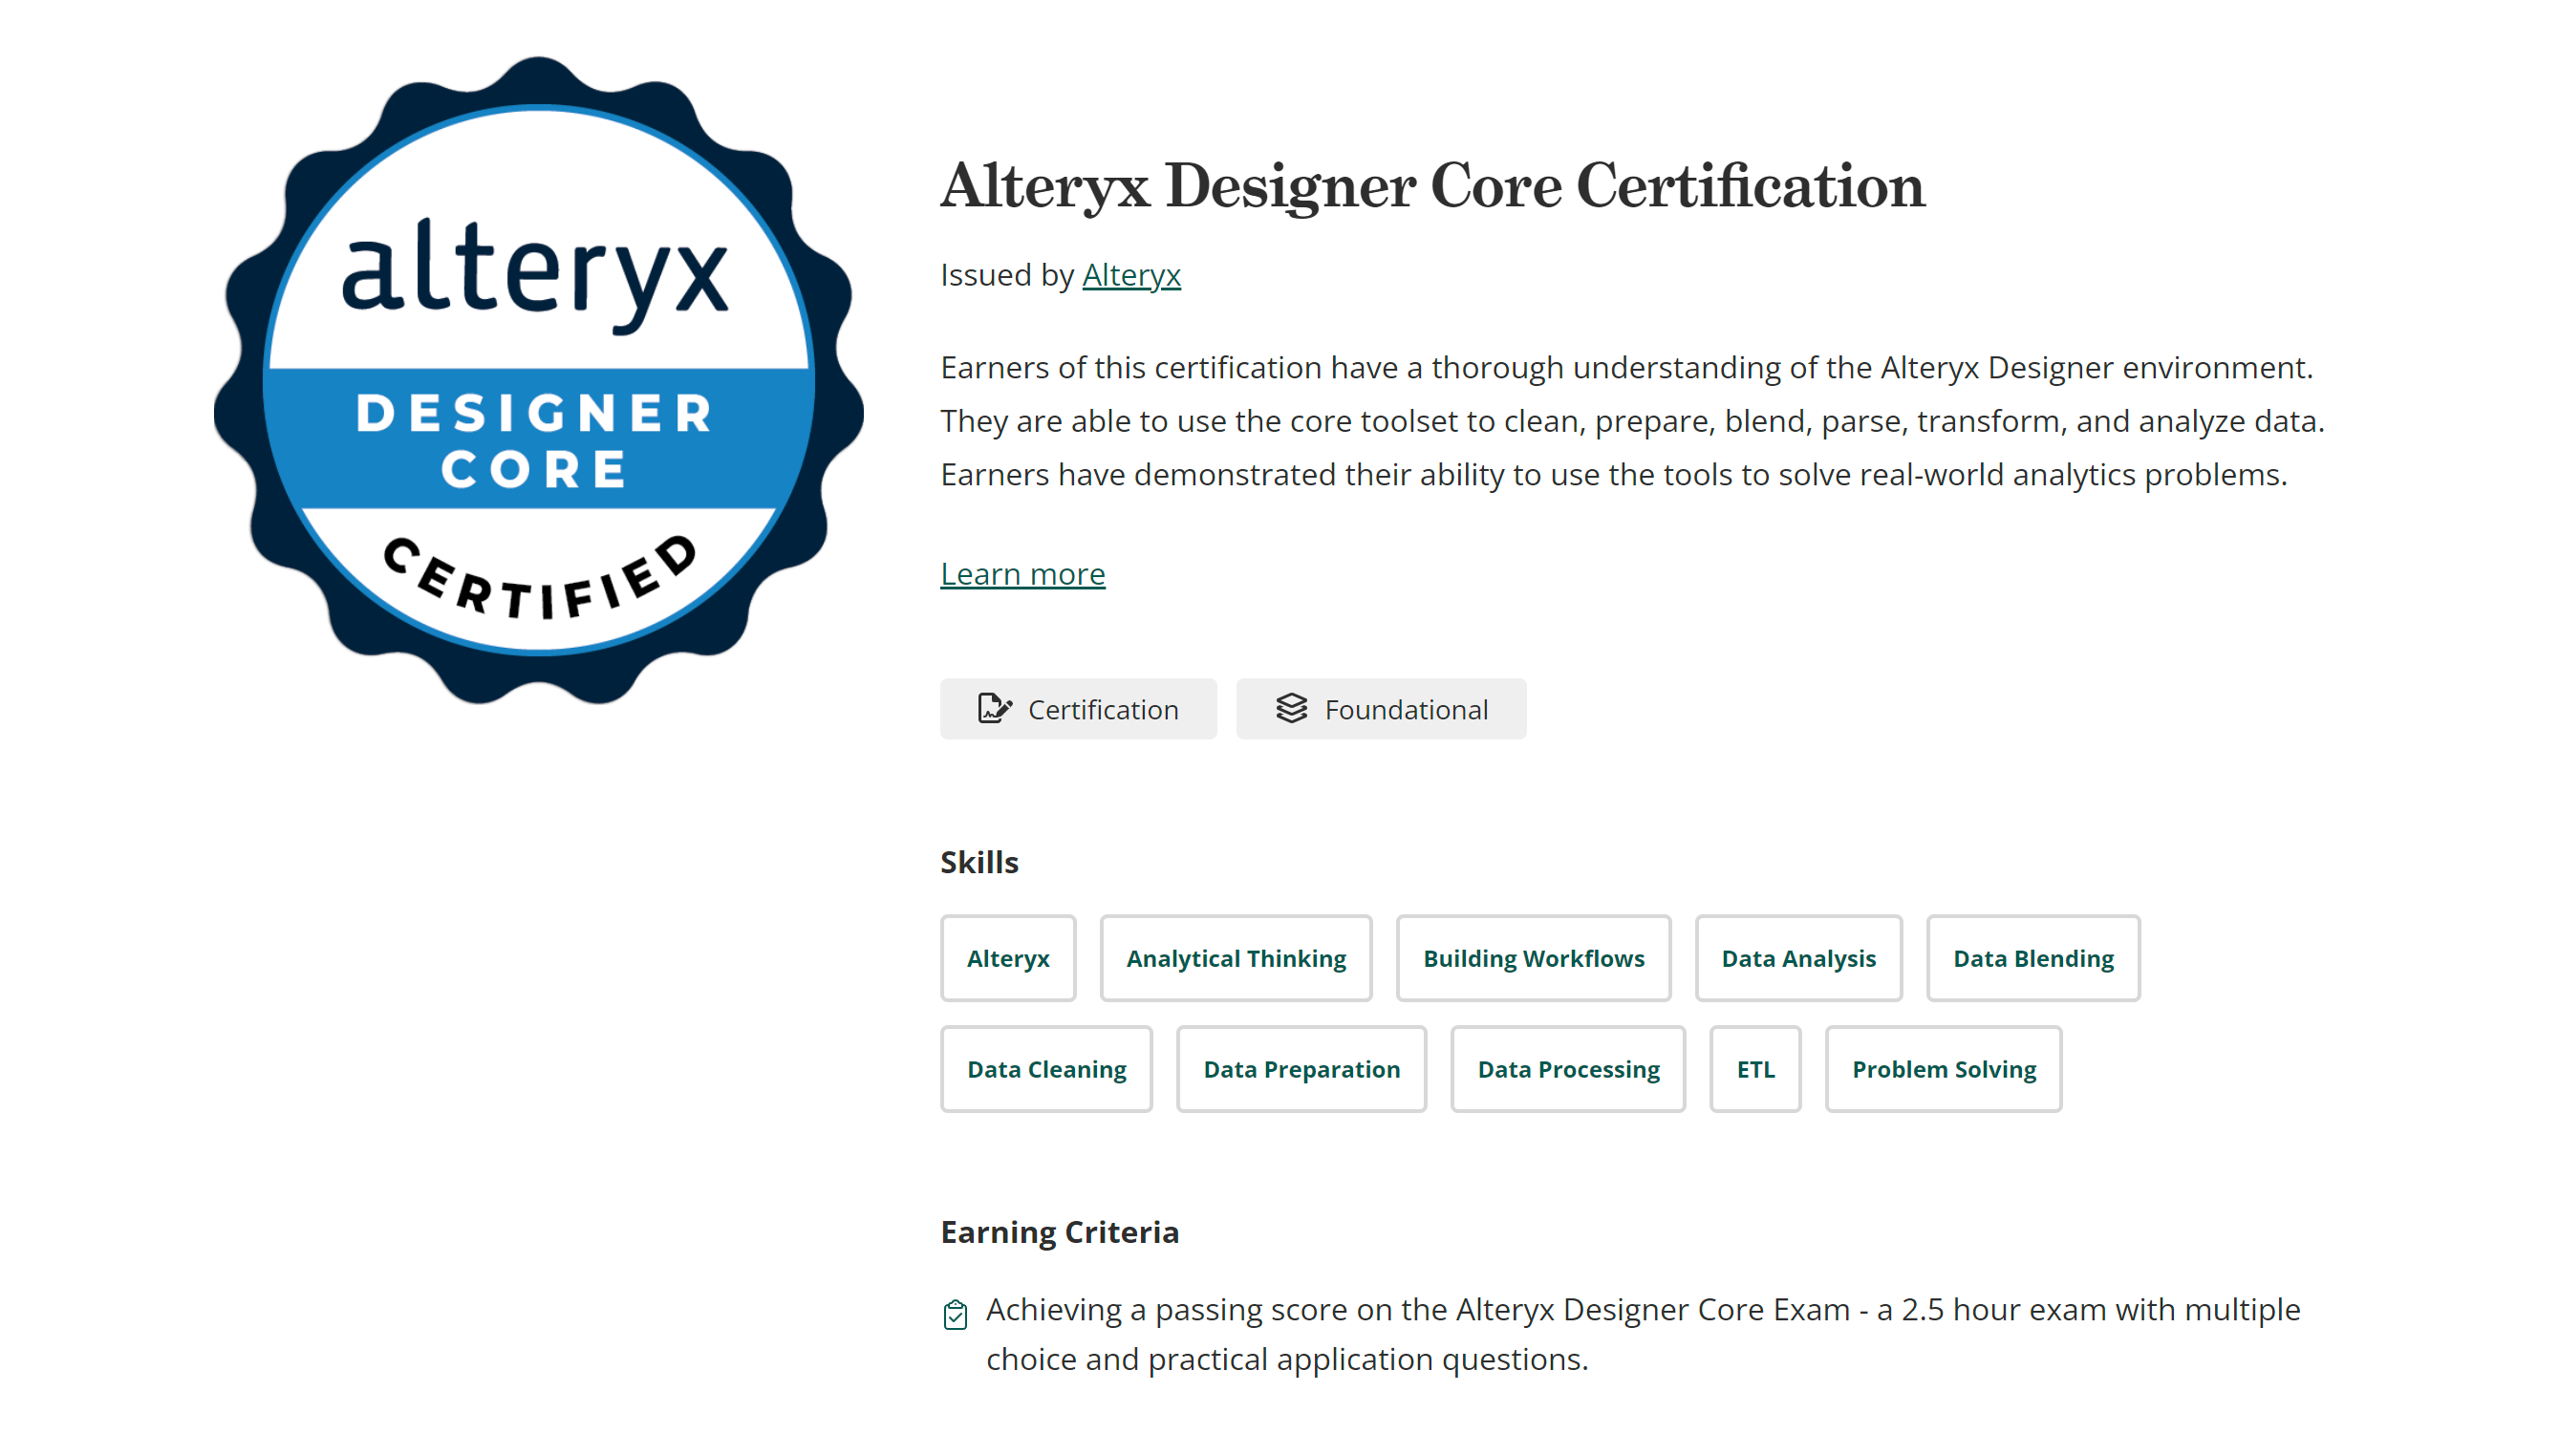 alteryx
DESIGNER
CORE
CERTIFIED
Alteryx Designer Core Certification
Issued by Alteryx
Earners of this certification have a thorough understanding of the Alteryx Designer environment.
They are able to use the core toolset to clean, prepare, blend, parse, transform, and analyze data.
Earners have demonstrated their ability to use the tools to solve real-world analytics problems.
Learn more
Certification
Foundational
Skills
Alteryx
Analytical Thinking
Building Workflows
Data Analysis
Data Blending
Data Cleaning
Data Preparation
Data Processing
ETL
Problem Solving
Earning Criteria
Achieving a passing score on the Alteryx Designer Core Exam - a 2.5 hour exam with multiple
choice and practical application questions.